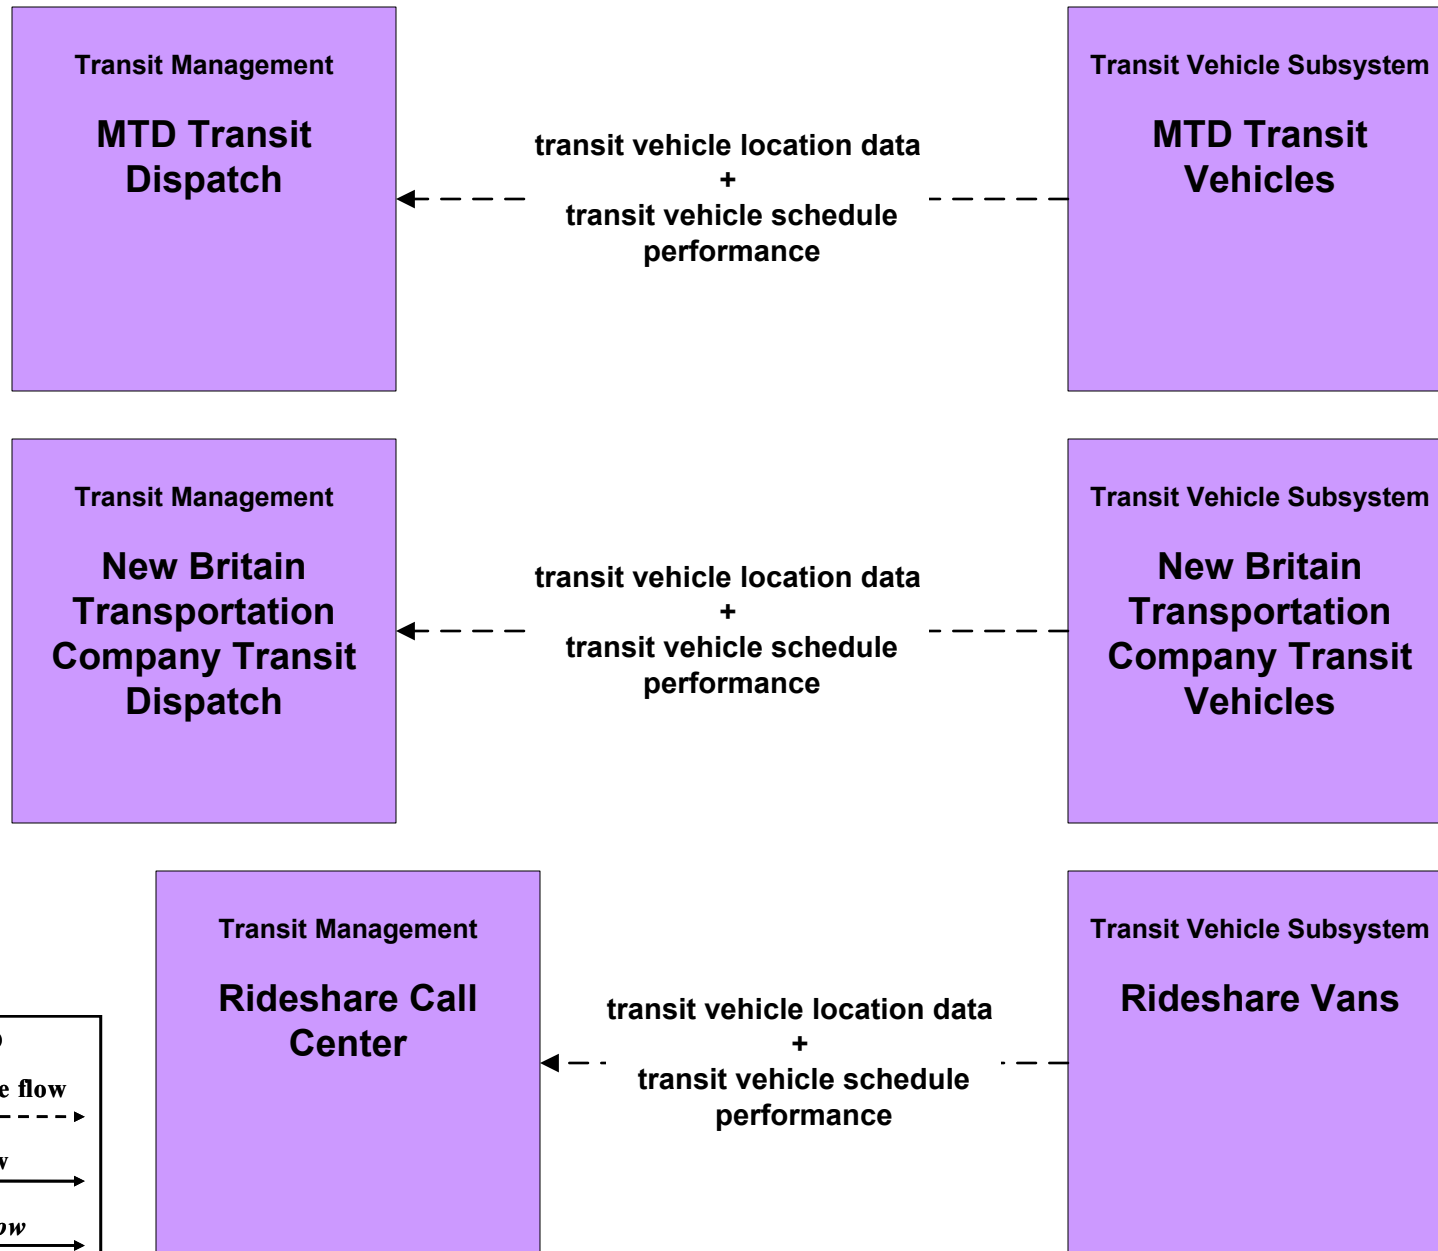 Transit Management
MTD Transit
Dispatch
transit vehicle location data
+
transit vehicle schedule
performance
Transit Vehicle Subsystem
MTD Transit
Vehicles
Transit Management
New Britain
Transportation
Company Transit
Dispatch
transit vehicle location data
+
transit vehicle schedule
performance
Transit Vehicle Subsystem
New Britain
Transportation
Company Transit
Vehicles
Transit Management
Rideshare Call
Center
transit vehicle location data
+
transit vehicle schedule
performance
Transit Vehicle Subsystem
Rideshare Vans
flow